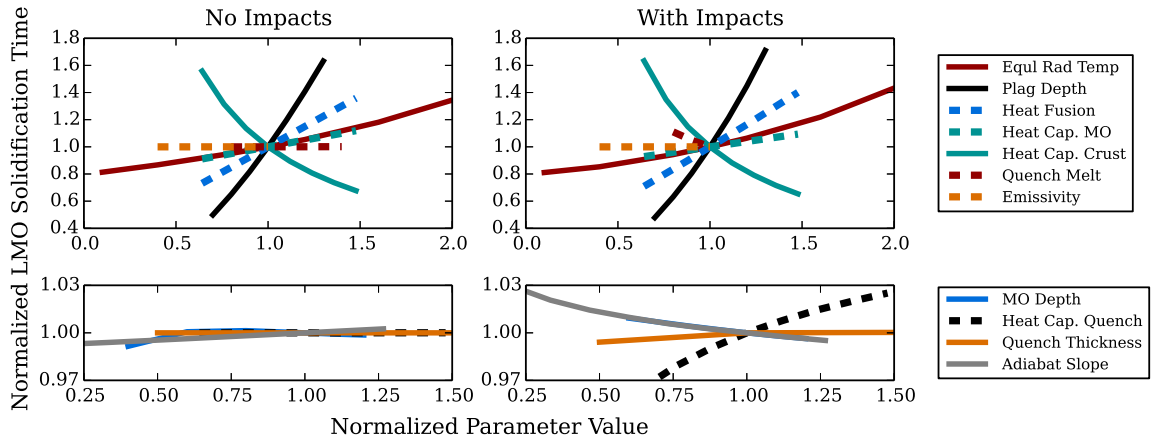 No Impacts
With Impacts
Normalized LMO Solidification Time
1.8
1.6
1.4
1.2
1.0
0.8
0.6
0.4
0.0 0.5 1.0 1.5 2.0
1.8
1.6
1.4
1.2
1.0
0.8
0.6
0.4
0.0 0.5 1.0 1.5 2.0
Equl Rad Temp
Plag Depth
Heat Fusion
Heat Cap. MO
Heat Cap. Crust
Quench Melt
Emissivity
1.03
1.00
0.97
0.25 0.50 0.75 1.00 1.25 1.50
1.03
1.00
0.97
0.25 0.50 0.75 1.00 1.25 1.50
MO Depth
Heat Cap. Quench
Quench Thickness
Adiabat Slope
Normalized Parameter Value